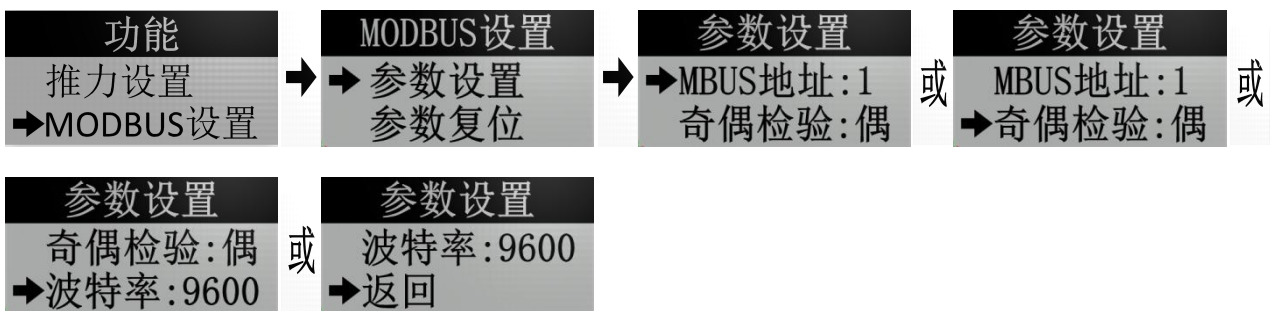 功能
推力设置
➡MODBUS设置
➡
MODBUS设置
➡参数设置
参数复位
➡
参数设置
➡MBUS地址:1
奇偶检验:偶
或
参数设置
MBUS地址:1
➡奇偶检验:偶
或
参数设置
奇偶检验:偶
➡波特率:9600
或
参数设置
波特率:9600
➡返回